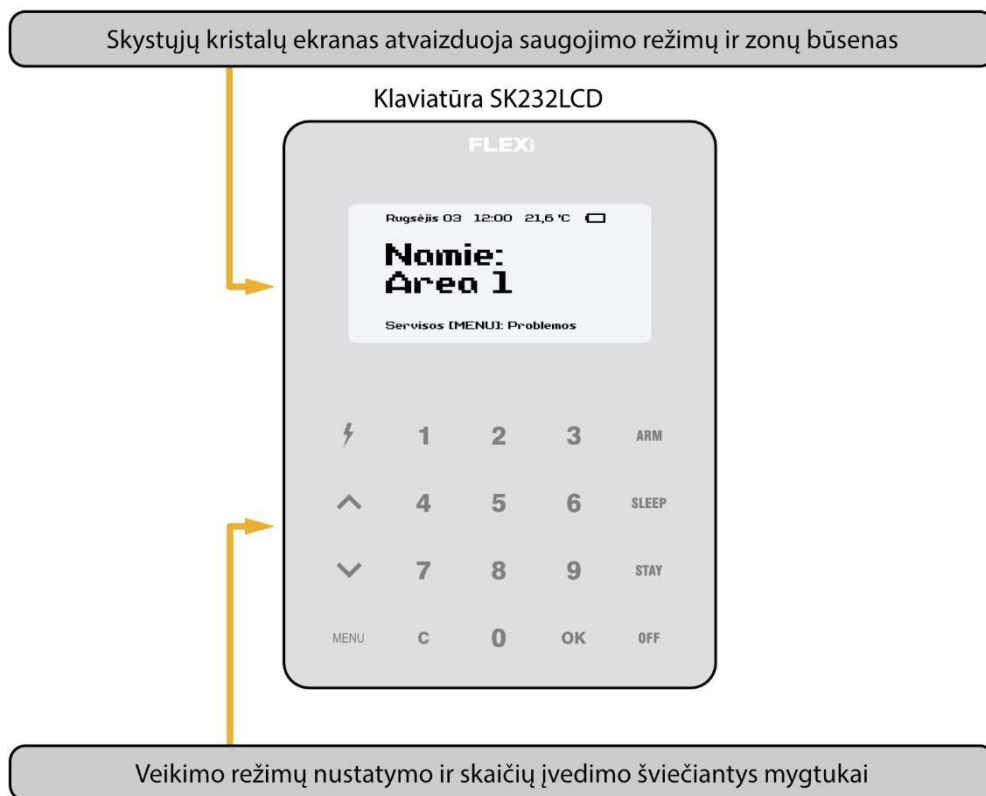 Skystųjų kristalų ekranas atvaizduoja saugojimo režimų ir zonų būsenas
Klaviatūra SK232LCD
FLEXi
Rugsėjis 03 12:00 21,6 °C
Namie:
Area 1
Servisas [MENU]: Problemos
1 2 3 ARM
4 5 6 SLEEP
7 8 9 STAY
MENU C 0 OK OFF
Veikimo režimų nustatymo ir skaičių įvedimo šviečiantys mygtukai